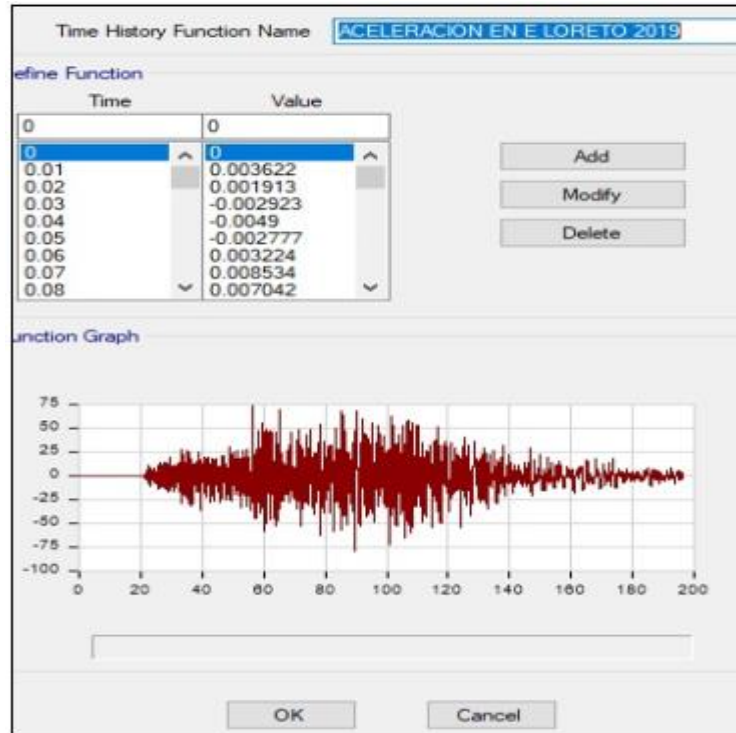 Time History Function Name ACELERACION EN E LORETO 2019
efine Function
Time Value
0 0
0 0
0.01 0.003622
0.02 0.001913
0.03 -0.002923
0.04 -0.0049
0.05 -0.002777
0.06 0.003224
0.07 0.008534
0.08 0.007042
Add
Modify
Delete
unction Graph
75
50
25
0
-25
-50
-75
-100
0 20 40 60 80 100 120 140 160 180 200
OK Cancel